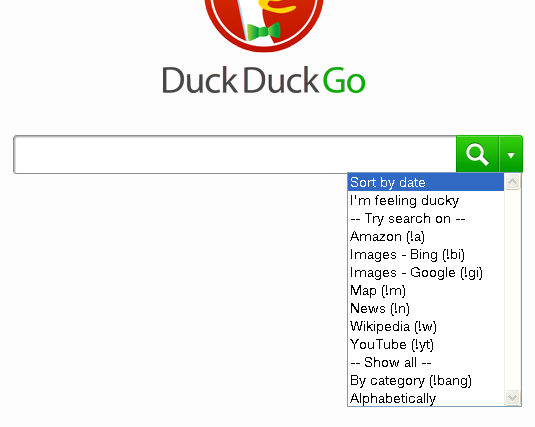 DuckDuckGo
Sort by date
I'm feeling ducky
-- Try search on --
Amazon (!a)
Images - Bing (!bi)
Images - Google (!gi)
Map (!m)
News (!n)
Wikipedia (!w)
YouTube (!yt)
-- Show all --
By category (!bang)
Alphabetically